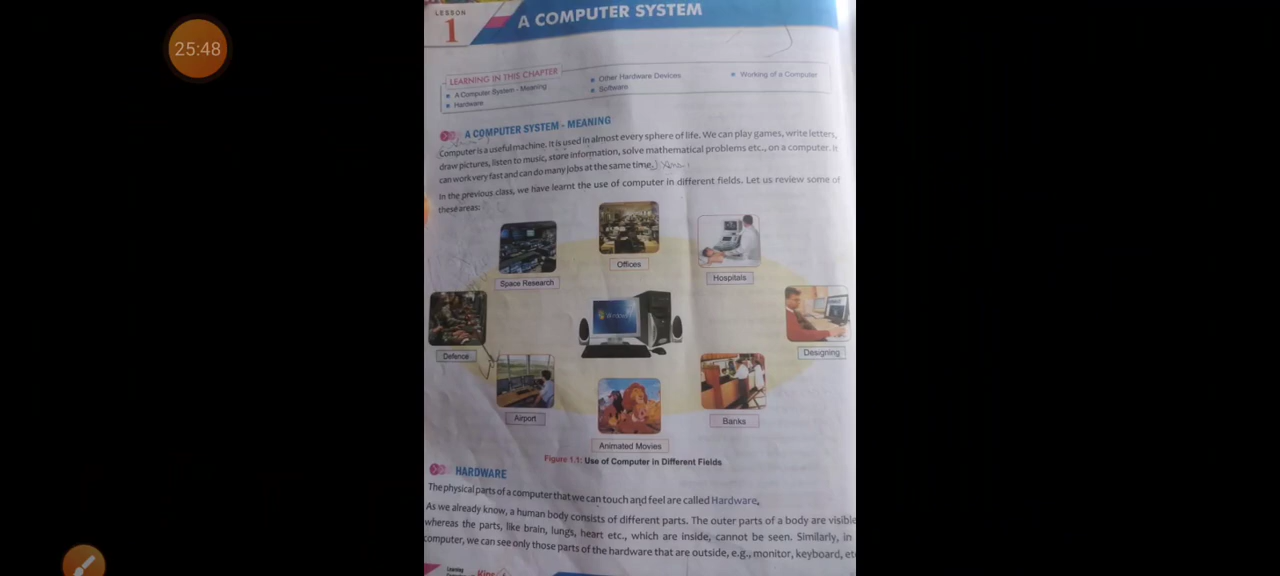 25:48
LESSON
1
A COMPUTER SYSTEM
LEARNING IN THIS CHAPTER
A Computer System - Meaning
Hardware
Other Hardware Devices
Software
Working of a Computer
A COMPUTER SYSTEM - MEANING
Computer is a useful machine. It is used in almost every sphere of life. We can play games, write letters,
draw pictures, listen to music, store information, solve mathematical problems etc., on a computer. It
can work very fast and can do many jobs at the same time.
In the previous class, we have learnt the use of computer in different fields. Let us review some of
these areas:
Offices
Hospitals
Space Research
Windows
Designing
Defence
Airport
Banks
Animated Movies
Figure 1.1: Use of Computer in Different Fields
HARDWARE
The physical parts of a computer that we can touch and feel are called Hardware.
As we already know, a human body consists of different parts. The outer parts of a body are visible
whereas the parts, like brain, lungs, heart etc., which are inside, cannot be seen. Similarly, in
computer, we can see only those parts of the hardware that are outside, e.g., monitor, keyboard, et
Learning